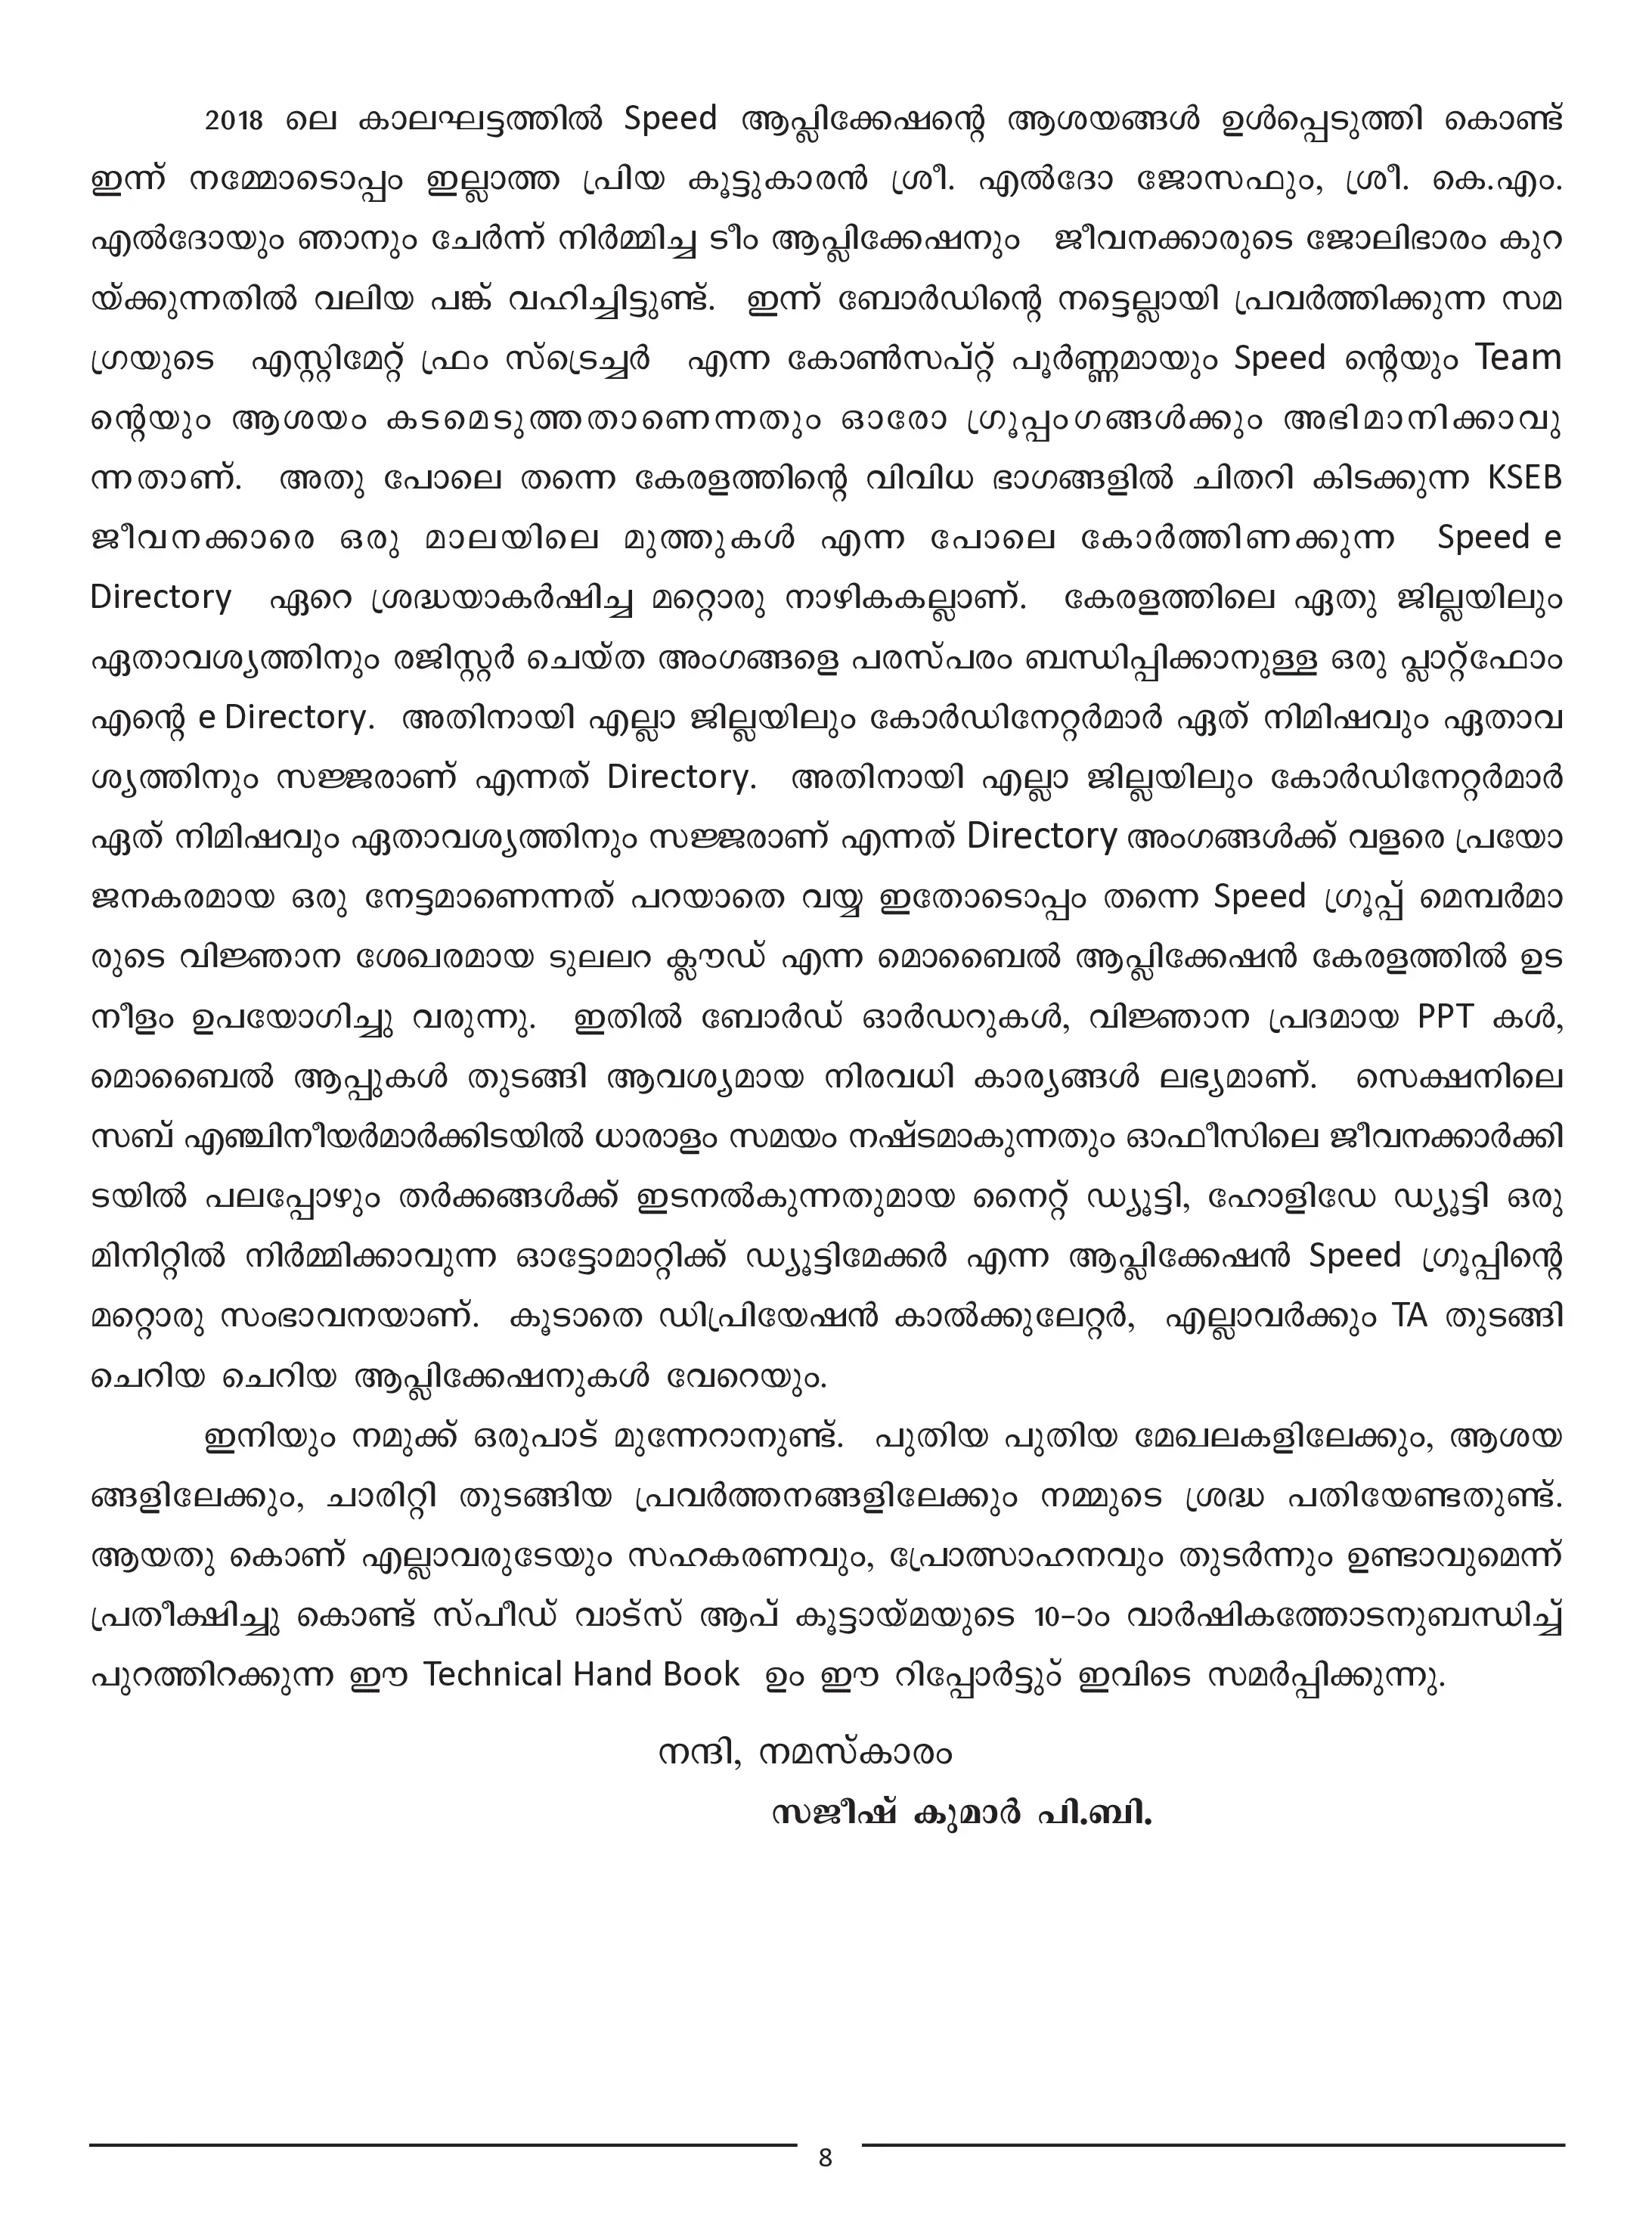 2018 ലെ കാലഘട്ടത്തിൽ Speed ആപ്ലിക്കേഷന്റെ ആശയങ്ങൾ ഉൾപ്പെടുത്തി കൊണ്ട്
ഇന്ന് നമ്മോടൊപ്പം ഇല്ലാത്ത പ്രിയ കൂട്ടുകാരൻ ശ്രീ. എൽദോ ജോസഫും, ശ്രീ. കെ.എം.
എൽദോയും ഞാനും ചേർന്ന് നിർമ്മിച്ച ടീം ആപ്ലിക്കേഷനും ജീവനക്കാരുടെ ജോലിഭാരം കുറ
യ്ക്കുന്നതിൽ വലിയ പങ്ക് വഹിച്ചിട്ടുണ്ട്. ഇന്ന് ബോർഡിന്റെ നട്ടെല്ലായി പ്രവർത്തിക്കുന്ന സമ
ഗ്രയുടെ എസ്റ്റിമേറ്റ് ഫ്രം സ്ട്രെച്ചർ എന്ന കോൺസപ്റ്റ് പൂർണ്ണമായും Speed ന്റെയും Team
ന്റെയും ആശയം കടമെടുത്തതാണെന്നതും ഓരോ ഗ്രൂപ്പംഗങ്ങൾക്കും അഭിമാനിക്കാവു
ന്നതാണ്. അതു പോലെ തന്നെ കേരളത്തിന്റെ വിവിധ ഭാഗങ്ങളിൽ ചിതറി കിടക്കുന്ന KSEB
ജീവനക്കാരെ ഒരു മാലയിലെ മുത്തുകൾ എന്ന പോലെ കോർത്തിണക്കുന്ന Speed e
Directory ഏറെ ശ്രദ്ധയാകർഷിച്ച മറ്റൊരു നാഴികകല്ലാണ്. കേരളത്തിലെ ഏതു ജില്ലയിലും
ഏതാവശ്യത്തിനും രജിസ്റ്റർ ചെയ്ത അംഗങ്ങളെ പരസ്പരം ബന്ധിപ്പിക്കാനുള്ള ഒരു പ്ലാറ്റ്ഫോം
എന്റെ e Directory. അതിനായി എല്ലാ ജില്ലയിലും കോർഡിനേറ്റർമാർ ഏത് നിമിഷവും ഏതാവ
ശ്യത്തിനും സജ്ജരാണ് എന്നത് Directory. അതിനായി എല്ലാ ജില്ലയിലും കോർഡിനേറ്റർമാർ
ഏത് നിമിഷവും ഏതാവശ്യത്തിനും സജ്ജരാണ് എന്നത് Directory അംഗങ്ങൾക്ക് വളരെ പ്രയോ
ജനകരമായ ഒരു നേട്ടമാണെന്നത് പറയാതെ വയ്യ ഇതോടൊപ്പം തന്നെ Speed ഗ്രൂപ്പ് മെമ്പർമാ
രുടെ വിജ്ഞാന ശേഖരമായ ടുലലറ ക്ലൗഡ് എന്ന മൊബൈൽ ആപ്ലിക്കേഷൻ കേരളത്തിൽ ഉട
നീളം ഉപയോഗിച്ചു വരുന്നു. ഇതിൽ ബോർഡ് ഓർഡറുകൾ, വിജ്ഞാന പ്രദമായ PPT കൾ,
മൊബൈൽ ആപ്പുകൾ തുടങ്ങി ആവശ്യമായ നിരവധി കാര്യങ്ങൾ ലഭ്യമാണ്. സെക്ഷനിലെ
സബ് എഞ്ചിനീയർമാർക്കിടയിൽ ധാരാളം സമയം നഷ്ടമാകുന്നതും ഓഫീസിലെ ജീവനക്കാർക്കി
ടയിൽ പലപ്പോഴും തർക്കങ്ങൾക്ക് ഇടനൽകുന്നതുമായ നൈറ്റ് ഡ്യൂട്ടി, ഹോളിഡേ ഡ്യൂട്ടി ഒരു
മിനിറ്റിൽ നിർമ്മിക്കാവുന്ന ഓട്ടോമാറ്റിക്ക് ഡ്യൂട്ടിമേക്കർ എന്ന ആപ്ലിക്കേഷൻ Speed ഗ്രൂപ്പിന്റെ
മറ്റൊരു സംഭാവനയാണ്. കൂടാതെ ഡിപ്രിയേഷൻ കാൽക്കുലേറ്റർ, എല്ലാവർക്കും TA തുടങ്ങി
ചെറിയ ചെറിയ ആപ്ലിക്കേഷനുകൾ വേറെയും.
ഇനിയും നമുക്ക് ഒരുപാട് മുന്നേറാനുണ്ട്. പുതിയ പുതിയ മേഖലകളിലേക്കും, ആശയ
ങ്ങളിലേക്കും, ചാരിറ്റി തുടങ്ങിയ പ്രവർത്തനങ്ങളിലേക്കും നമ്മുടെ ശ്രദ്ധ പതിയേണ്ടതുണ്ട്.
ആയതു കൊണ് എല്ലാവരുടേയും സഹകരണവും, പ്രോത്സാഹനവും തുടർന്നും ഉണ്ടാവുമെന്ന്
പ്രതീക്ഷിച്ചു കൊണ്ട് സ്പീഡ് വാട്സ് ആപ് കൂട്ടായ്മയുടെ 10-ാം വാർഷികത്തോടനുബന്ധിച്ച്
പുറത്തിറക്കുന്ന ഈ Technical Hand Book ഉം ഈ റിപ്പോർട്ടും് ഇവിടെ സമർപ്പിക്കുന്നു.
നന്ദി, നമസ്കാരം
സജീഷ് കുമാർ പി.ബി.
8